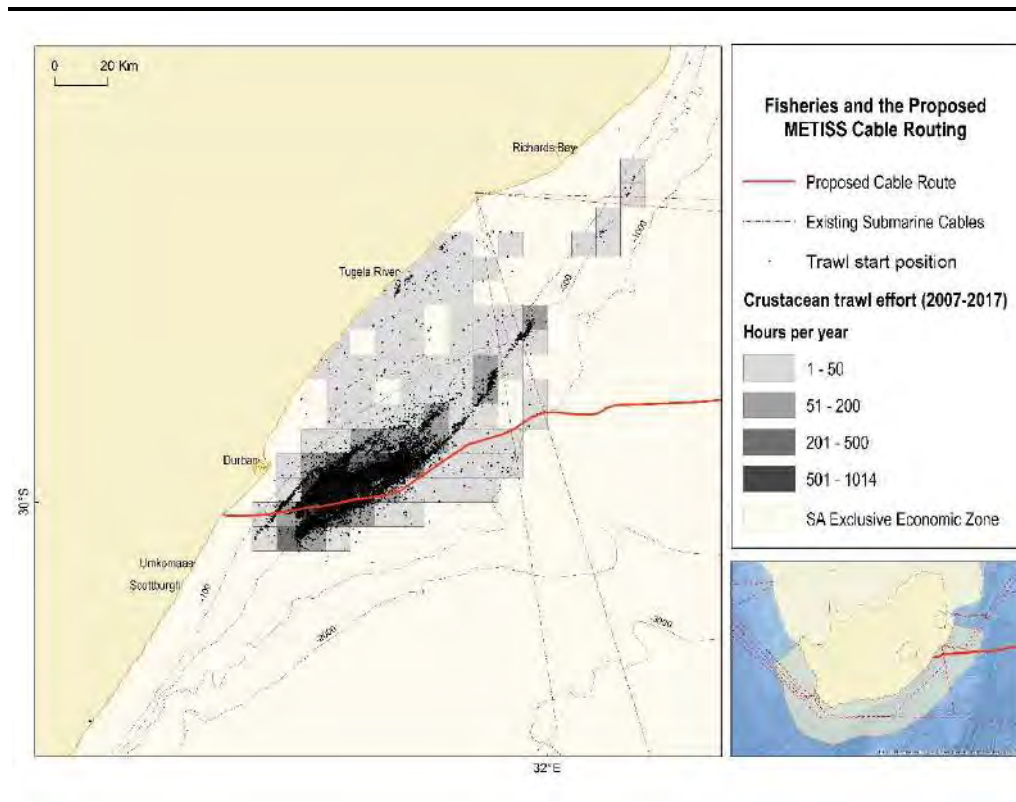 0 20 Km
Richards Bay
Tugela River
Durban
Umkomaas
Scottburgh
-100
-500
-1000
-2000
-3000
30°S
32°E
Fisheries and the Proposed
METISS Cable Routing
Proposed Cable Route
Existing Submarine Cables
Trawl start position
Crustacean trawl effort (2007-2017)
Hours per year
1 - 50
51 - 200
201 - 500
501 - 1014
SA Exclusive Economic Zone